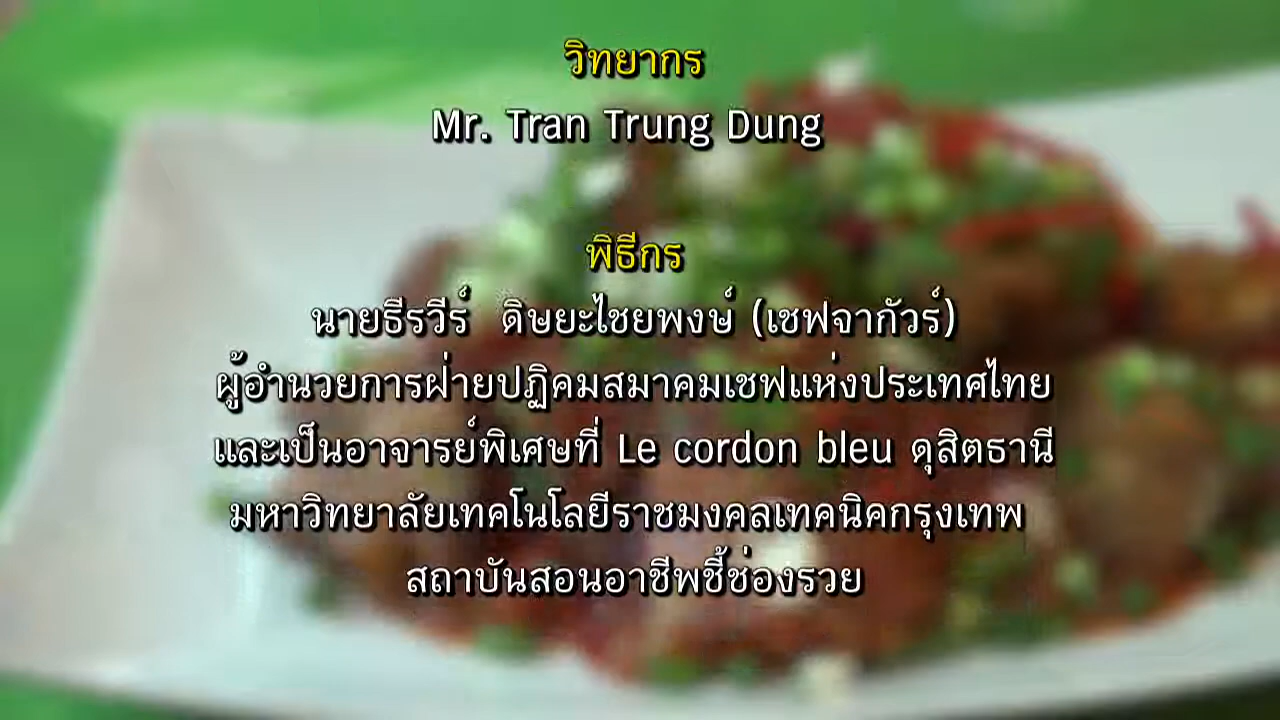 วิทยากร
Mr. Tran Trung Dung
พิธีกร
นายธีรวีร์ ดิษยะไชยพงษ์ (เชฟจากัวร์)
ผู้อำนวยการฝ่ายปฏิคมสมาคมเชฟแห่งประเทศไทย
และเป็นอาจารย์พิเศษที่ Le cordon bleu ดุสิตธานี
มหาวิทยาลัยเทคโนโลยีราชมงคลเทคนิคกรุงเทพ
สถาบันสอนอาชีพชี้ช่องรวย